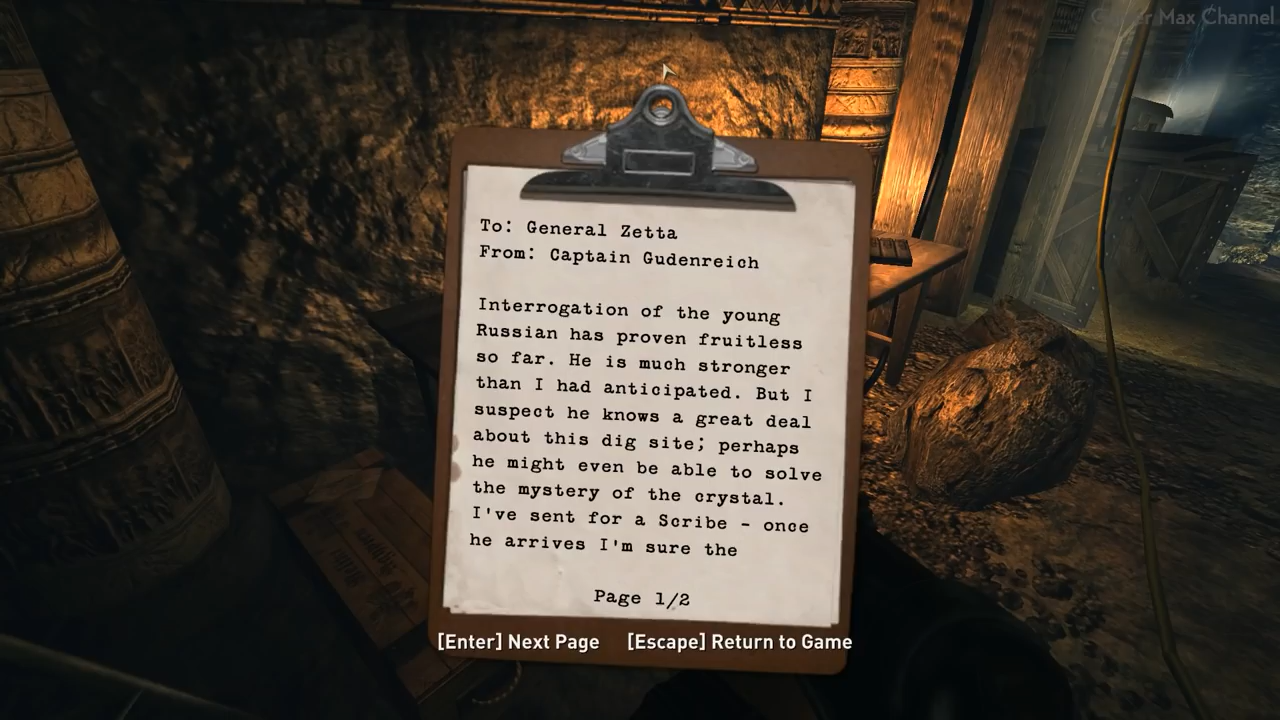 Gamer Max Channel
To: General Zetta
From: Captain Gudenreich
Interrogation of the young
Russian has proven fruitless
so far. He is much stronger
than I had anticipated. But I
suspect he knows a great deal
about this dig site; perhaps
he might even be able to solve
the mystery of the crystal.
I've sent for a Scribe - once
he arrives I'm sure the
Page 1/2
[Enter] Next Page [Escape] Return to Game